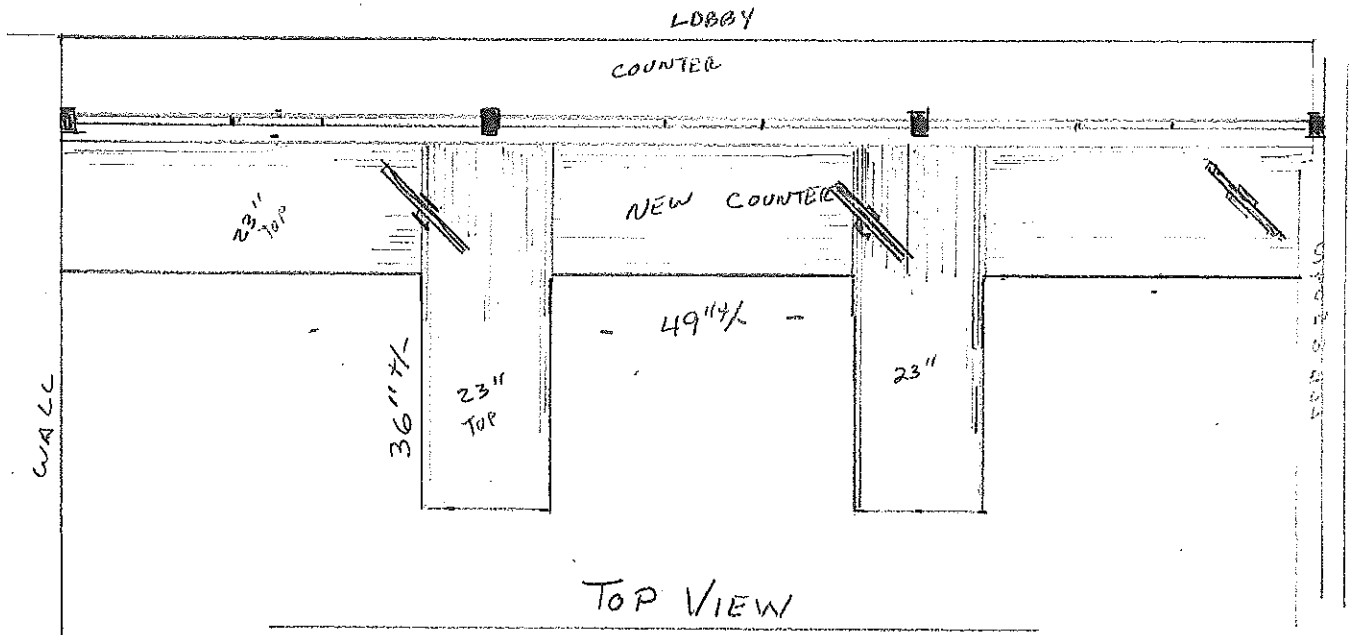 LOBBY
COUNTER
23"
TOP
NEW COUNTER
WALL
36" +/-
23"
TOP
- 49" +/- -
23"
TOP VIEW